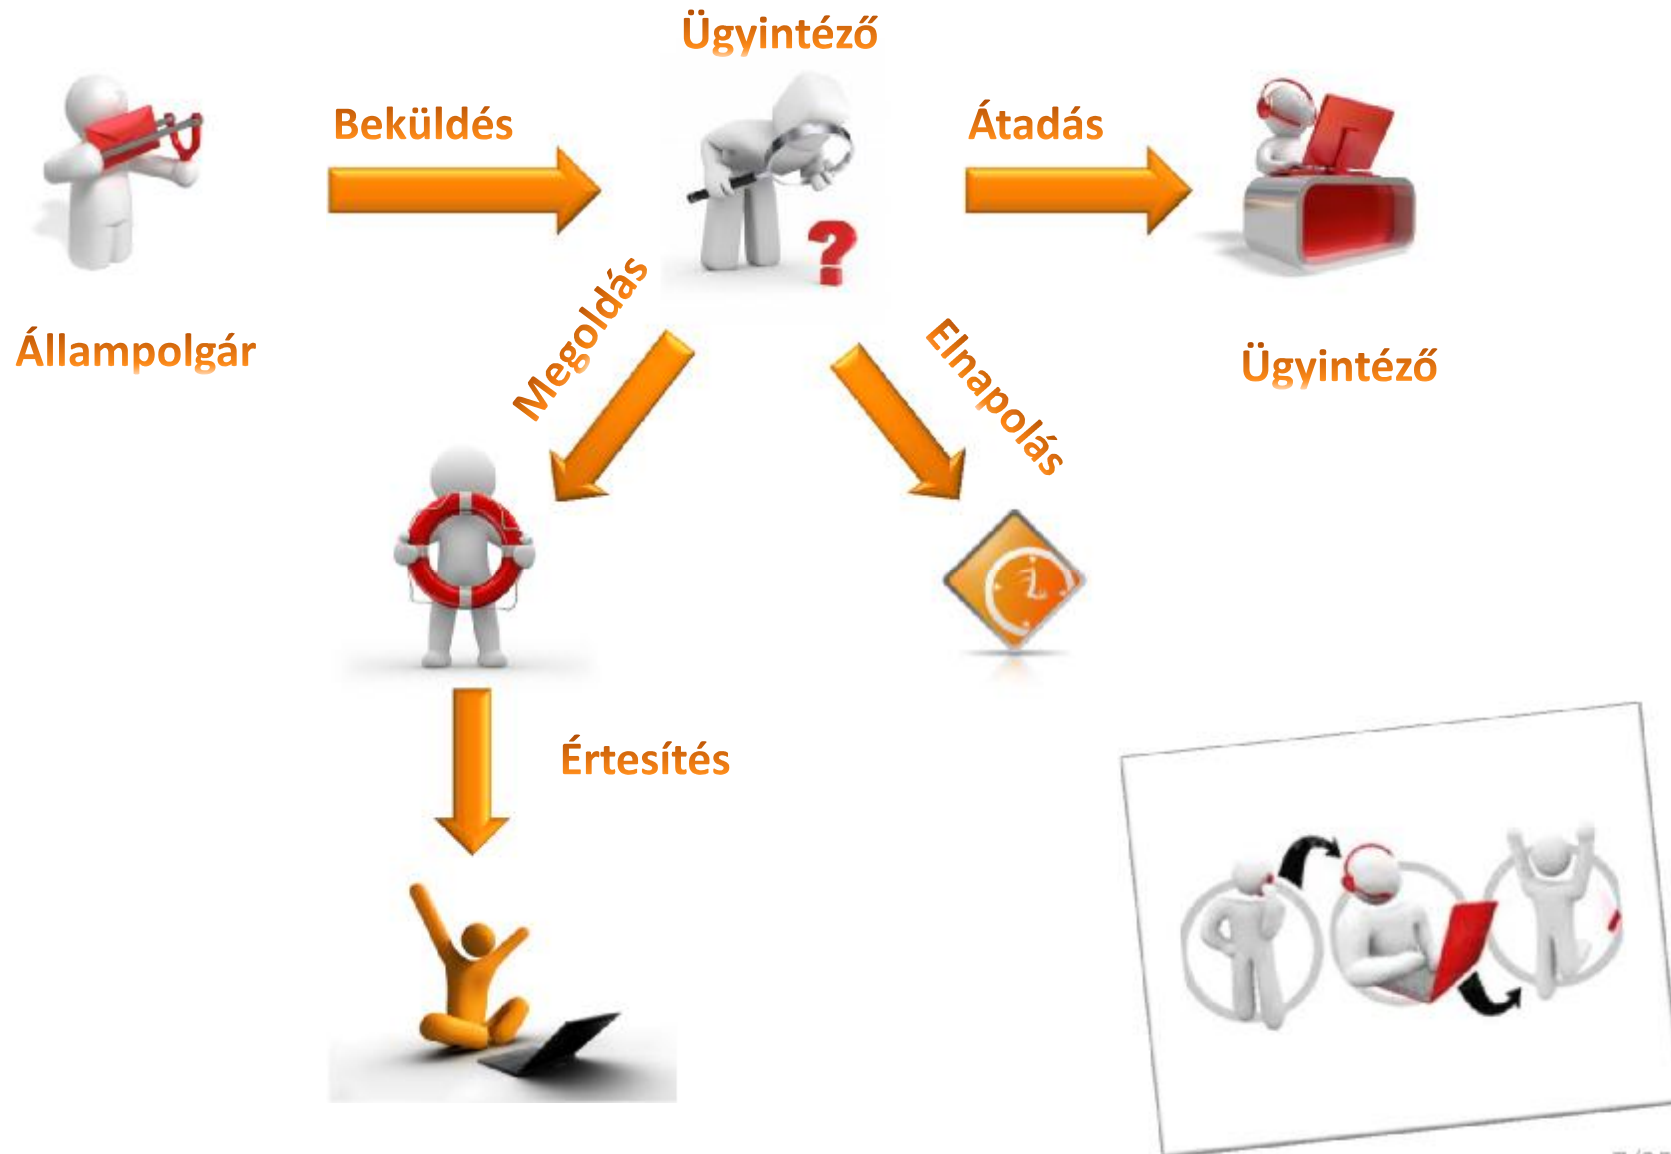 Ügyintéző
Beküldés
Átadás
Állampolgár
Megoldás
Elnapolás
Ügyintéző
Értesítés